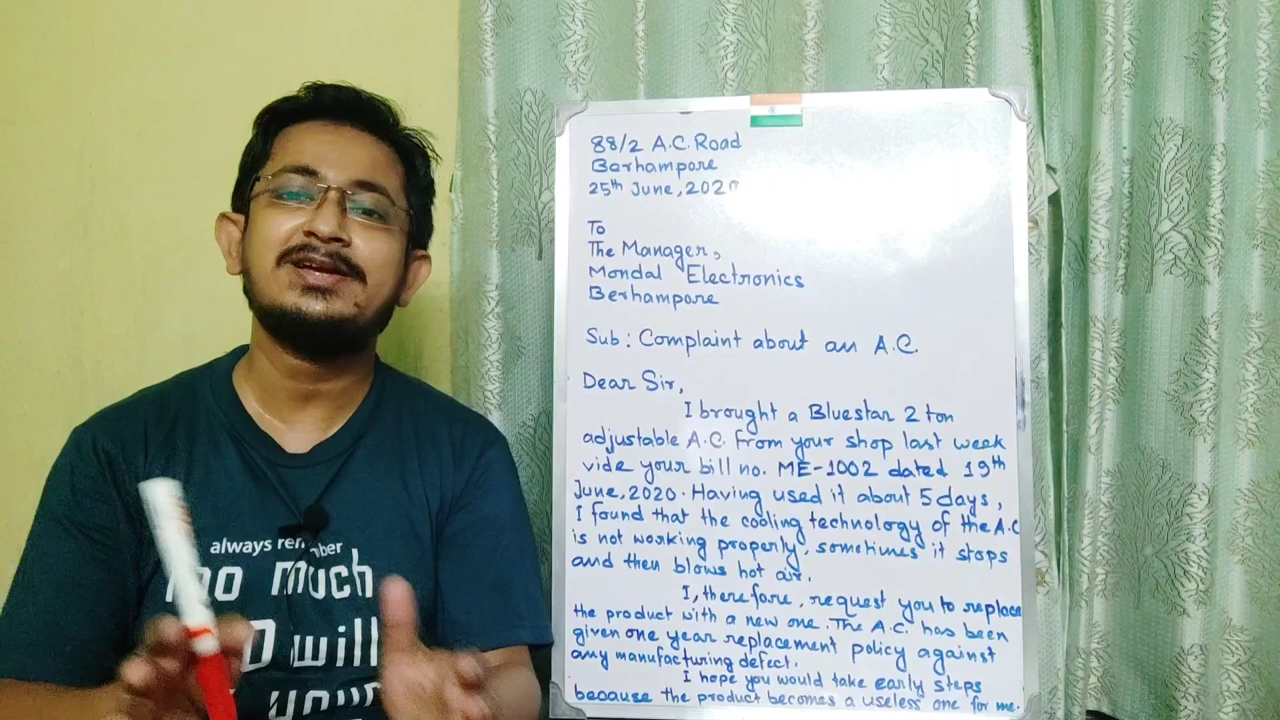 always remember
Too much
will
88/2 A.C. Road
Berhampore
25th June, 2020
To
The Manager,
Mondal Electronics
Berhampore
Sub: Complaint about an A.C.
Dear Sir,
I brought a Bluestar 2 ton
adjustable A.C. from your shop last week
vide your bill no. ME-1002 dated 19th
June, 2020. Having used it about 5 days,
I found that the cooling technology of the A.C
is not working properly, sometimes it stops
and then blows hot air.
I, therefore, request you to replace
the product with a new one. The A.C. has been
given one year replacement policy against
any manufacturing defect.
I hope you would take early steps
because the product becomes a useless one for me.